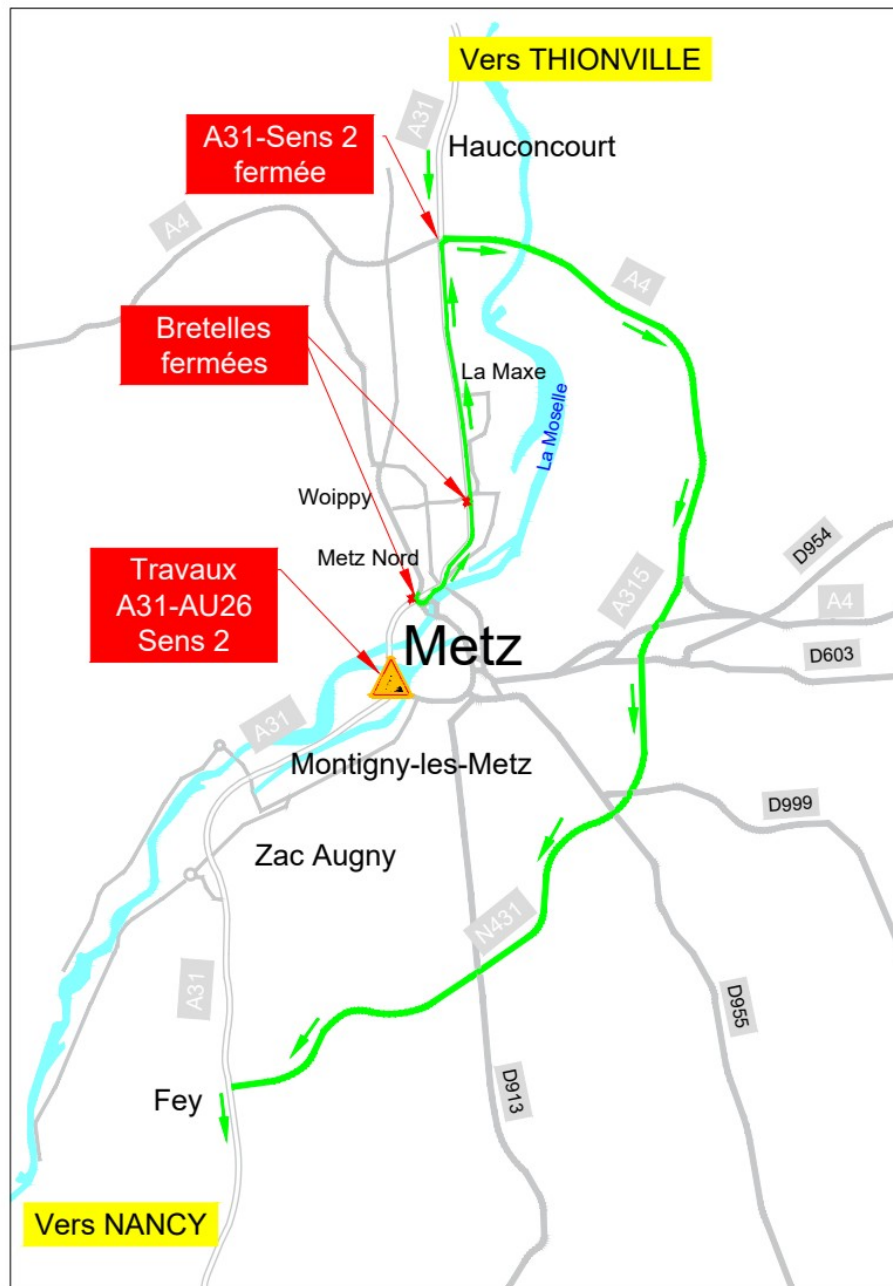 Vers THIONVILLE
A31
A31-Sens 2
fermée
Hauconcourt
A4
A4
Bretelles
fermées
La Maxe
La Moselle
Woippy
Metz Nord
D954
Travaux
A31-AU26
Sens 2
A315
A4
Metz
D603
A31
Montigny-les-Metz
D999
Zac Augny
N431
A31
D955
D913
Fey
Vers NANCY